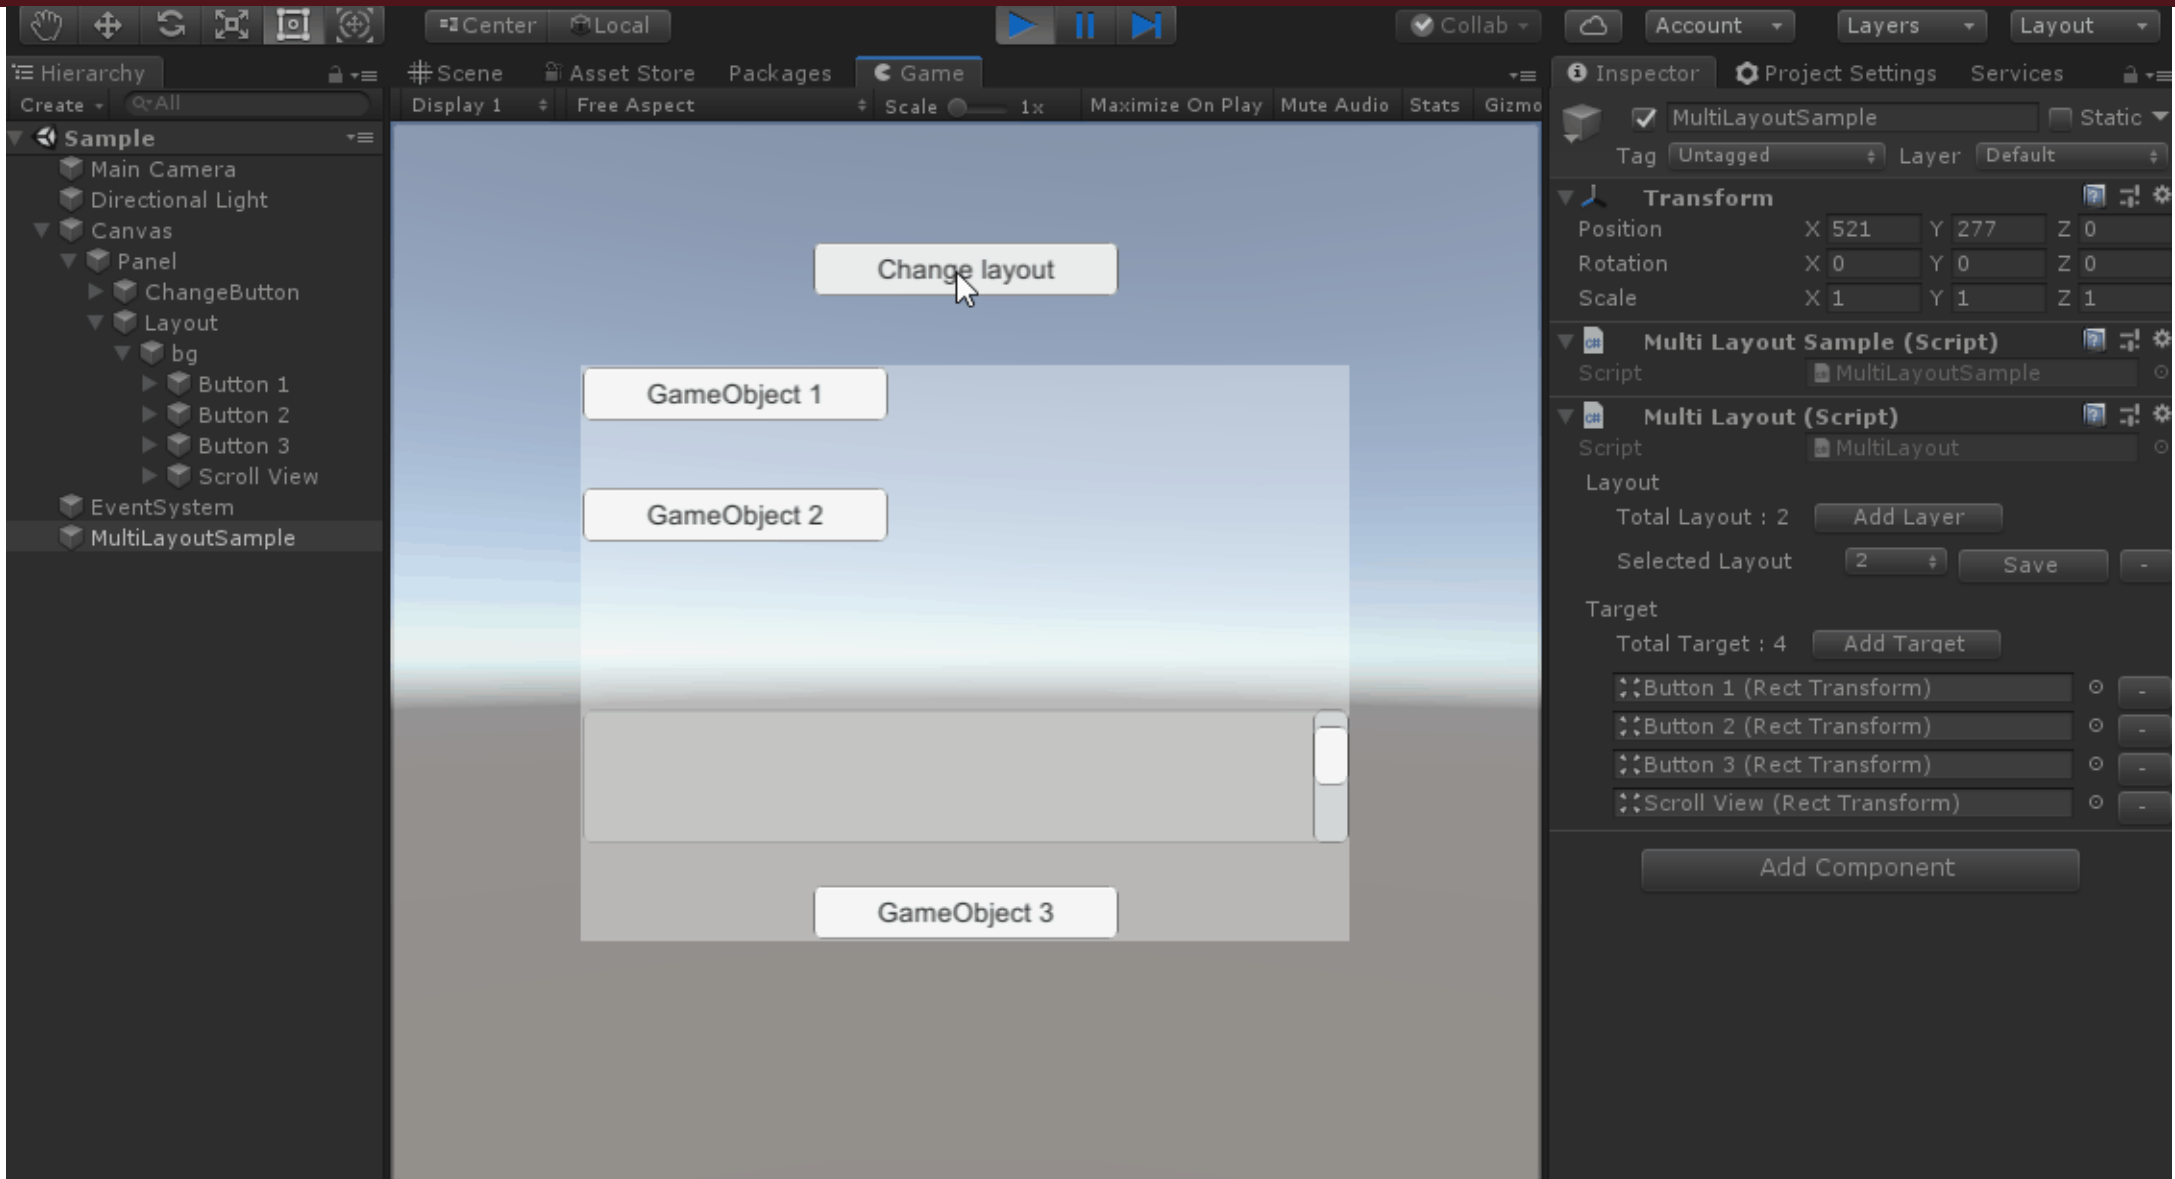 Center Local Collab Account Layers Layout
Hierarchy Scene Asset Store Packages Game Inspector Project Settings Services
Create All Display 1 Free Aspect Scale 1x Maximize On Play Mute Audio Stats Gizmo
Sample
Main Camera
Directional Light
Canvas
Panel
ChangeButton
Layout
bg
Button 1
Button 2
Button 3
Scroll View
EventSystem
MultiLayoutSample
Change layout
GameObject 1
GameObject 2
GameObject 3
MultiLayoutSample Static
Tag Untagged Layer Default
Transform
Position X 521 Y 277 Z 0
Rotation X 0 Y 0 Z 0
Scale X 1 Y 1 Z 1
Multi Layout Sample (Script)
Script MultiLayoutSample
Multi Layout (Script)
Script MultiLayout
Layout
Total Layout : 2 Add Layer
Selected Layout 2 Save -
Target
Total Target : 4 Add Target
Button 1 (Rect Transform) -
Button 2 (Rect Transform) -
Button 3 (Rect Transform) -
Scroll View (Rect Transform) -
Add Component